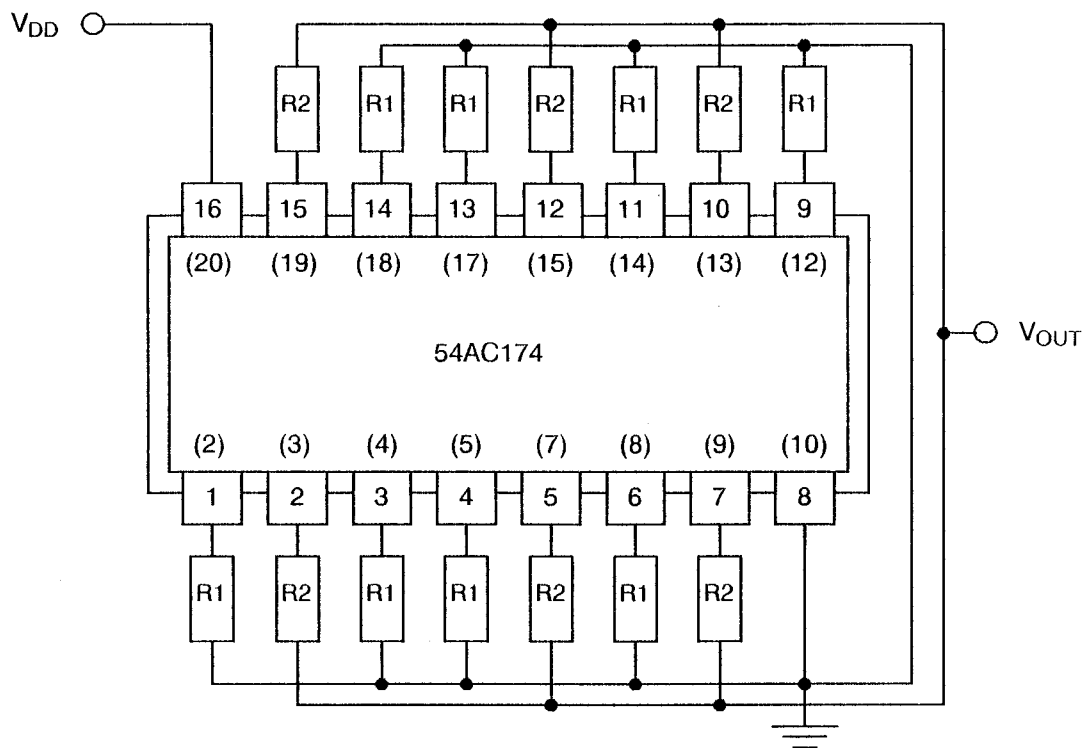 VDD
R2 R1 R1 R2 R1 R2 R1
16 15 14 13 12 11 10 9
(20) (19) (18) (17) (15) (14) (13) (12)
VOUT
54AC174
(2) (3) (4) (5) (7) (8) (9) (10)
1 2 3 4 5 6 7 8
R1 R2 R1 R1 R2 R1 R2